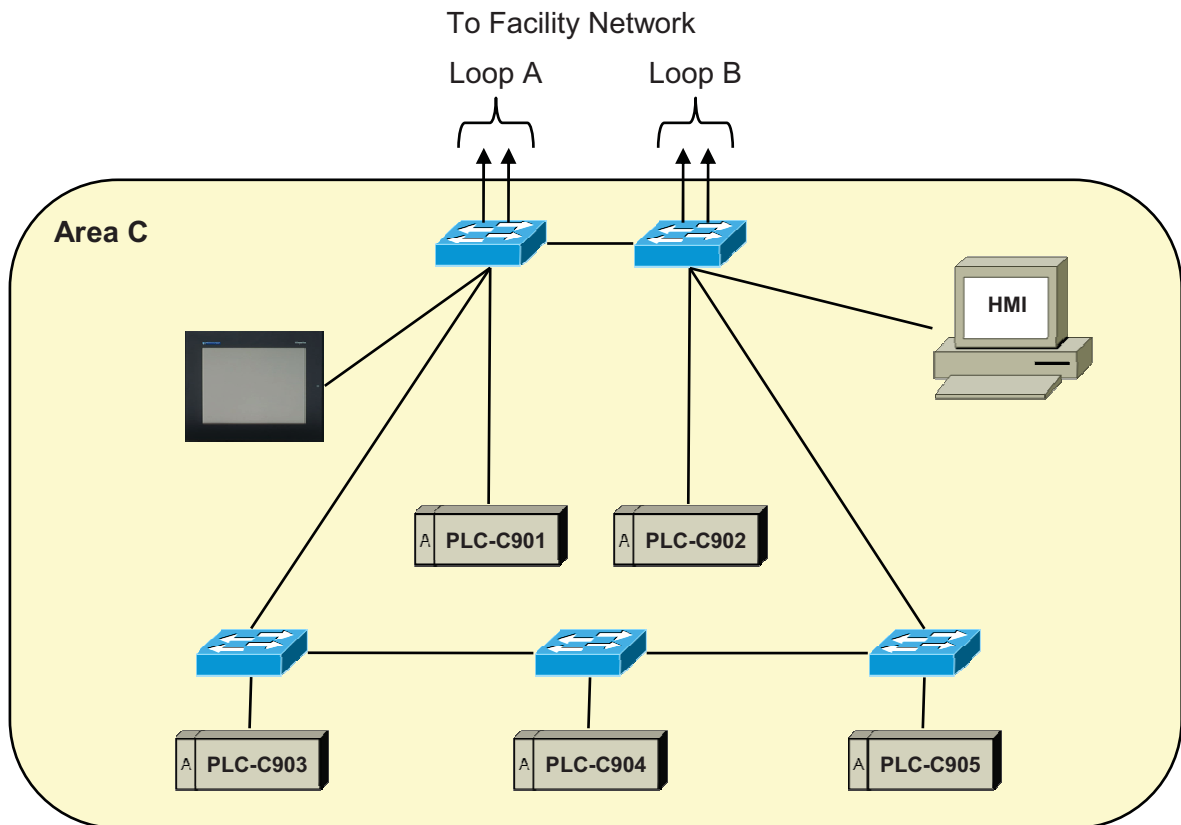 To Facility Network
Loop A
Loop B
Area C
HMI
A PLC-C901
A PLC-C902
A PLC-C903
A PLC-C904
A PLC-C905